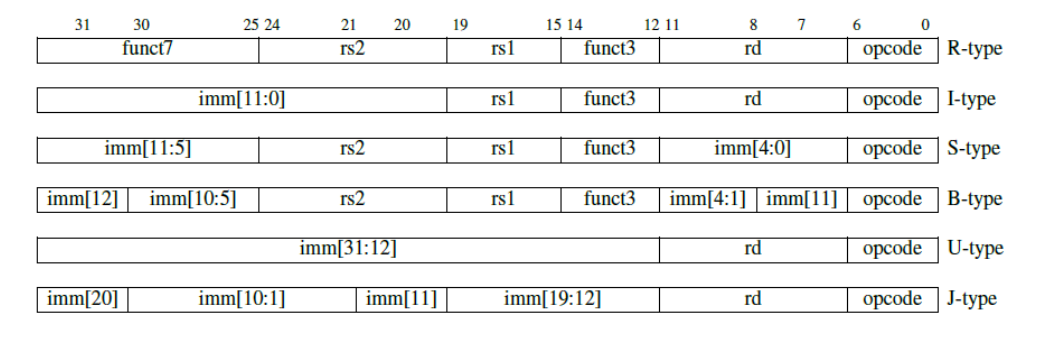 31 30 25 24 21 20 19 15 14 12 11 8 7 6 0
funct7 rs2 rs1 funct3 rd opcode R-type
imm[11:0] rs1 funct3 rd opcode I-type
imm[11:5] rs2 rs1 funct3 imm[4:0] opcode S-type
imm[12] imm[10:5] rs2 rs1 funct3 imm[4:1] imm[11] opcode B-type
imm[31:12] rd opcode U-type
imm[20] imm[10:1] imm[11] imm[19:12] rd opcode J-type